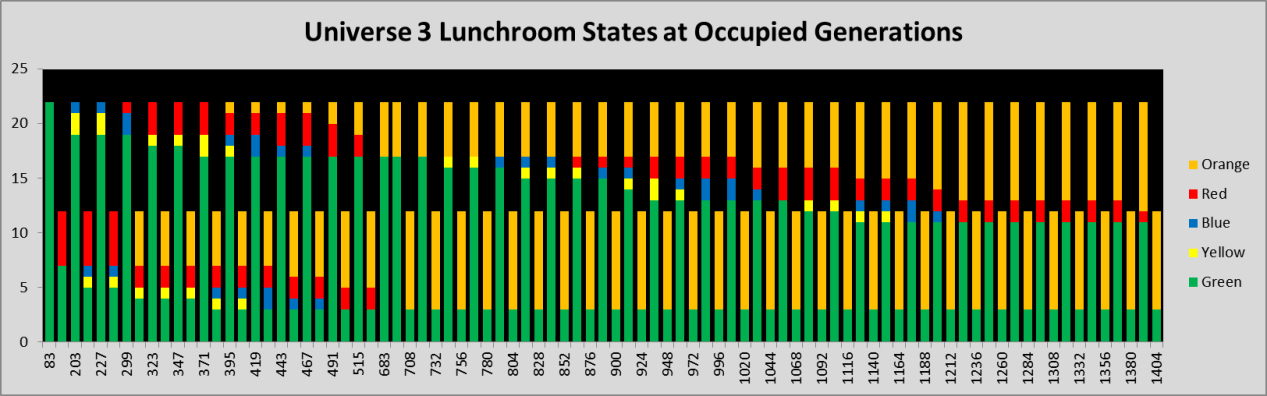 Universe 3 Lunchroom States at Occupied Generations
25
20
15
10
5
0
83 203 227 299 323 347 371 395 419 443 467 491 515 683 708 732 756 780 804 828 852 876 900 924 948 972 996 1020 1044 1068 1092 1116 1140 1164 1188 1212 1236 1260 1284 1308 1332 1356 1380 1404
Orange
Red
Blue
Yellow
Green